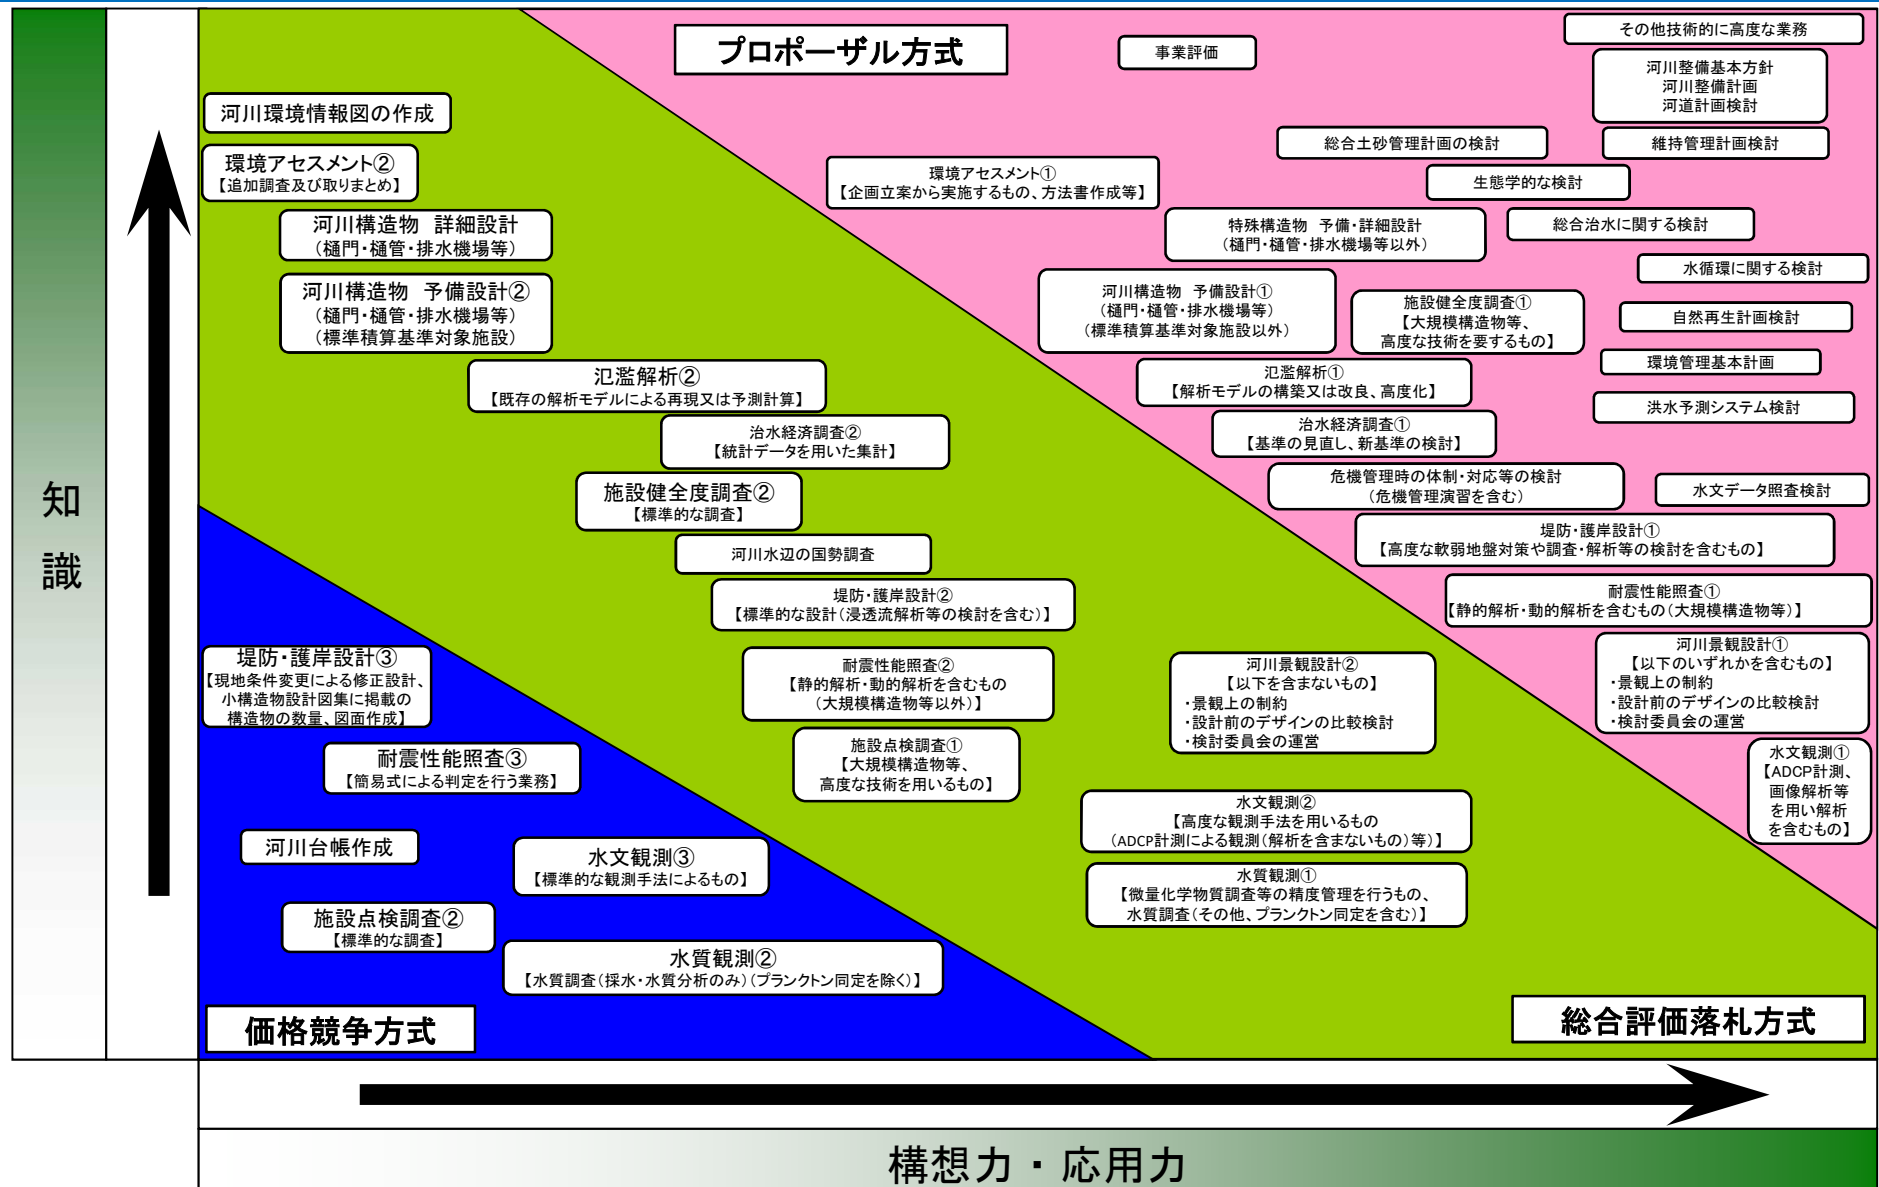 プロポーザル方式
事業評価
その他技術的に高度な業務
河川整備基本方針
河川整備計画
河道計画検討
総合土砂管理計画の検討
維持管理計画検討
環境アセスメント①
【企画立案から実施するもの、方法書作成等】
生態学的な検討
特殊構造物 予備・詳細設計
(樋門・樋管・排水機場等以外)
総合治水に関する検討
水循環に関する検討
河川構造物 予備設計①
(樋門・樋管・排水機場等)
(標準積算基準対象施設以外)
施設健全度調査①
【大規模構造物等、
高度な技術を要するもの】
自然再生計画検討
環境管理基本計画
氾濫解析①
【解析モデルの構築又は改良、高度化】
洪水予測システム検討
治水経済調査①
【基準の見直し、新基準の検討】
危機管理時の体制・対応等の検討
(危機管理演習を含む)
水文データ照査検討
堤防・護岸設計①
【高度な軟弱地盤対策や調査・解析等の検討を含むもの】
耐震性能照査①
【静的解析・動的解析を含むもの(大規模構造物等)】
河川景観設計①
【以下のいずれかを含むもの】
・景観上の制約
・設計前のデザインの比較検討
・検討委員会の運営
水文観測①
【ADCP計測、
画像解析等
を用い解析
を含むもの】
河川環境情報図の作成
環境アセスメント②
【追加調査及び取りまとめ】
河川構造物 詳細設計
(樋門・樋管・排水機場等)
河川構造物 予備設計②
(樋門・樋管・排水機場等)
(標準積算基準対象施設)
氾濫解析②
【既存の解析モデルによる再現又は予測計算】
治水経済調査②
【統計データを用いた集計】
施設健全度調査②
【標準的な調査】
河川水辺の国勢調査
堤防・護岸設計②
【標準的な設計(浸透流解析等の検討を含む)】
耐震性能照査②
【静的解析・動的解析を含むもの
(大規模構造物等以外)】
河川景観設計②
【以下を含まないもの】
・景観上の制約
・設計前のデザインの比較検討
・検討委員会の運営
施設点検調査①
【大規模構造物等、
高度な技術を用いるもの】
水文観測②
【高度な観測手法を用いるもの
(ADCP計測による観測(解析を含まないもの)等)】
水質観測①
【微量化学物質調査等の精度管理を行うもの、
水質調査(その他、プランクトン同定を含む)】
総合評価落札方式
堤防・護岸設計③
【現地条件変更による修正設計、
小構造物設計図集に掲載の
構造物の数量、図面作成】
耐震性能照査③
【簡易式による判定を行う業務】
河川台帳作成
水文観測③
【標準的な観測手法によるもの】
施設点検調査②
【標準的な調査】
水質観測②
【水質調査(採水・水質分析のみ)(プランクトン同定を除く)】
価格競争方式
知
識
構想力・応用力